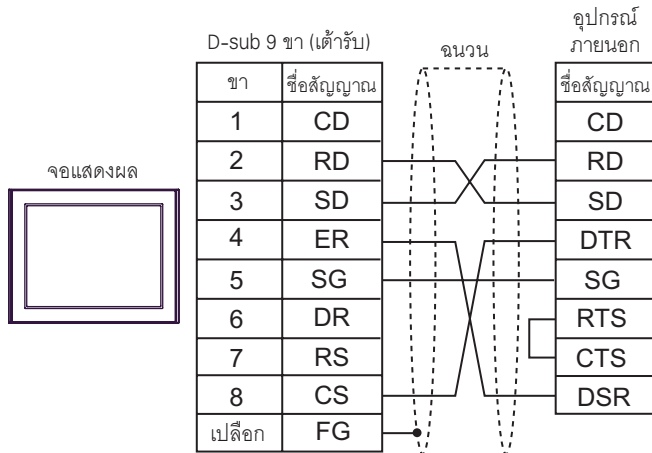 อุปกรณ์
ภายนอก
D-sub 9 ขา (เต้ารับ)
ฉนวน
ขา ชื่อสัญญาณ ชื่อสัญญาณ
1 CD CD
2 RD RD
จอแสดงผล
3 SD SD
4 ER DTR
5 SG SG
6 DR RTS
7 RS CTS
8 CS DSR
เปลือก FG